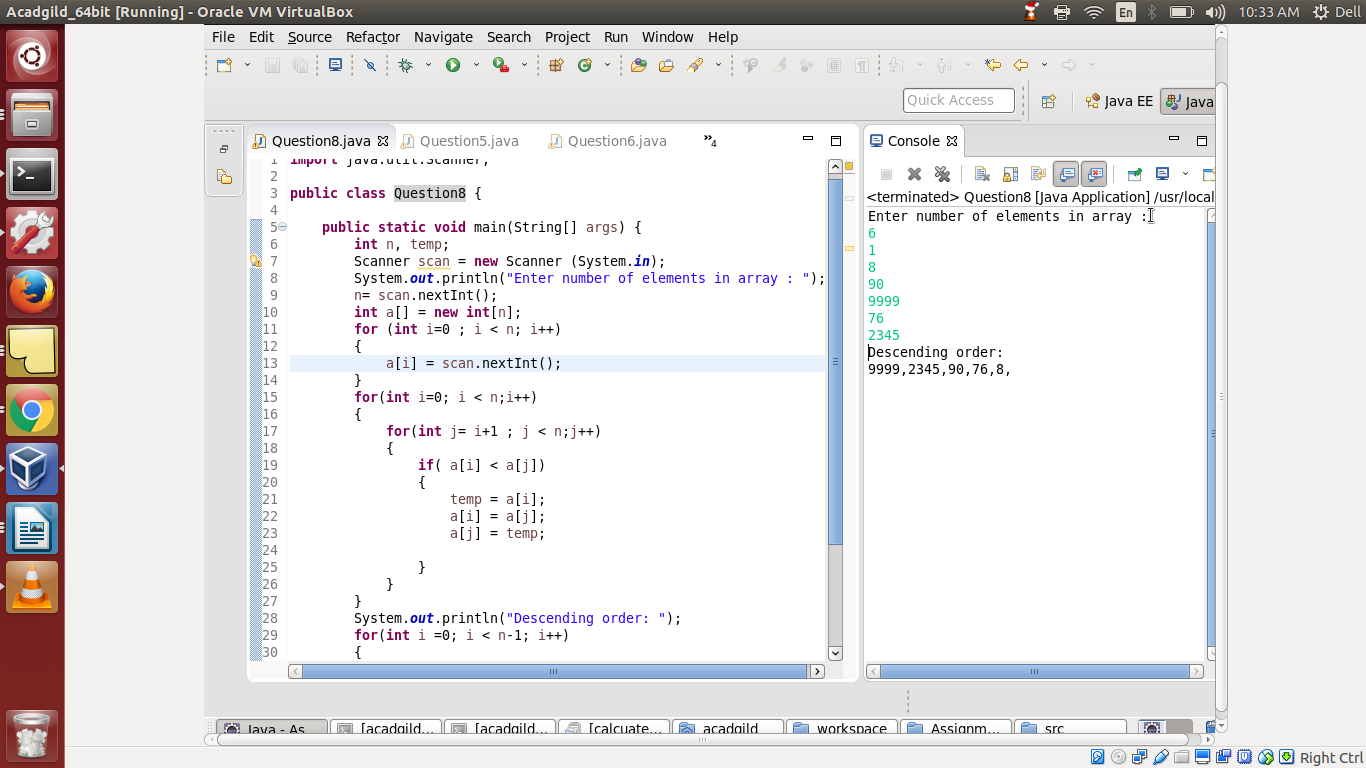 Acadgild_64bit [Running] - Oracle VM VirtualBox
En
10:33 AM
Dell
File Edit Source Refactor Navigate Search Project Run Window Help
Quick Access
Java EE
Java
Question8.java
Question5.java
Question6.java
»4
Console
<terminated> Question8 [Java Application] /usr/local
1 import java.util.Scanner;
2
3 public class Question8 {
4
5 public static void main(String[] args) {
6 int n, temp;
7 Scanner scan = new Scanner (System.in);
8 System.out.println("Enter number of elements in array : ");
9 n= scan.nextInt();
10 int a[] = new int[n];
11 for (int i=0 ; i < n; i++)
12 {
13 a[i] = scan.nextInt();
14 }
15 for(int i=0; i < n;i++)
16 {
17 for(int j= i+1 ; j < n;j++)
18 {
19 if( a[i] < a[j])
20 {
21 temp = a[i];
22 a[i] = a[j];
23 a[j] = temp;
24
25 }
26 }
27 }
28 System.out.println("Descending order: ");
29 for(int i =0; i < n-1; i++)
30 {
Enter number of elements in array :
6
1
8
90
9999
76
2345
Descending order:
9999,2345,90,76,8,
Java - As
[acadgild...
[acadgild...
[calcuate...
acadgild
workspace
Assignm...
src
Right Ctrl